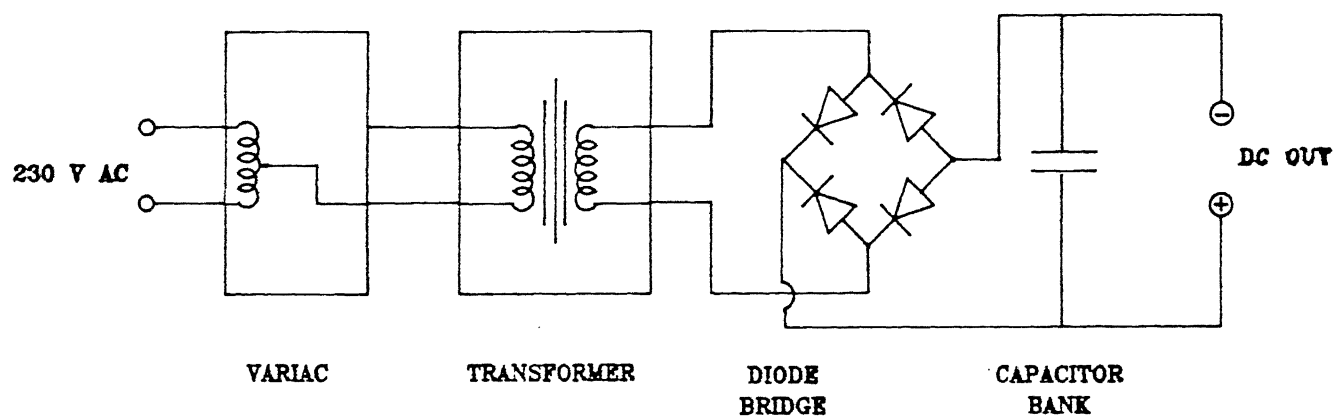 230 V AC
−
DC OUT
+
VARIAC
TRANSFORMER
DIODE
BRIDGE
CAPACITOR
BANK